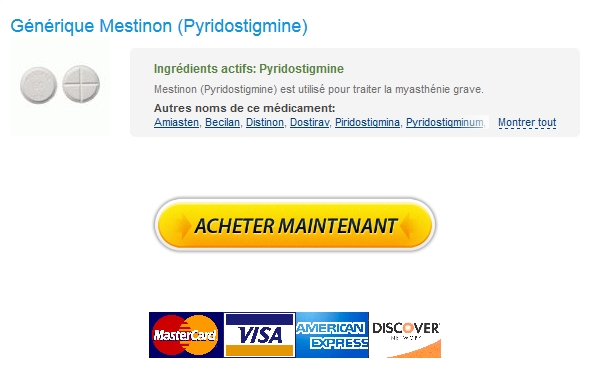 Générique Mestinon (Pyridostigmine)
Ingrédients actifs: Pyridostigmine
Mestinon (Pyridostigmine) est utilisé pour traiter la myasthénie grave.
Autres noms de ce médicament:
Amiasten, Becilan, Distinon, Dostirav, Piridostigmina, Pyridostigminum, Montrer tout
ACHETER MAINTENANT
MasterCard VISA AMERICAN EXPRESS DISCOVER NETWORK